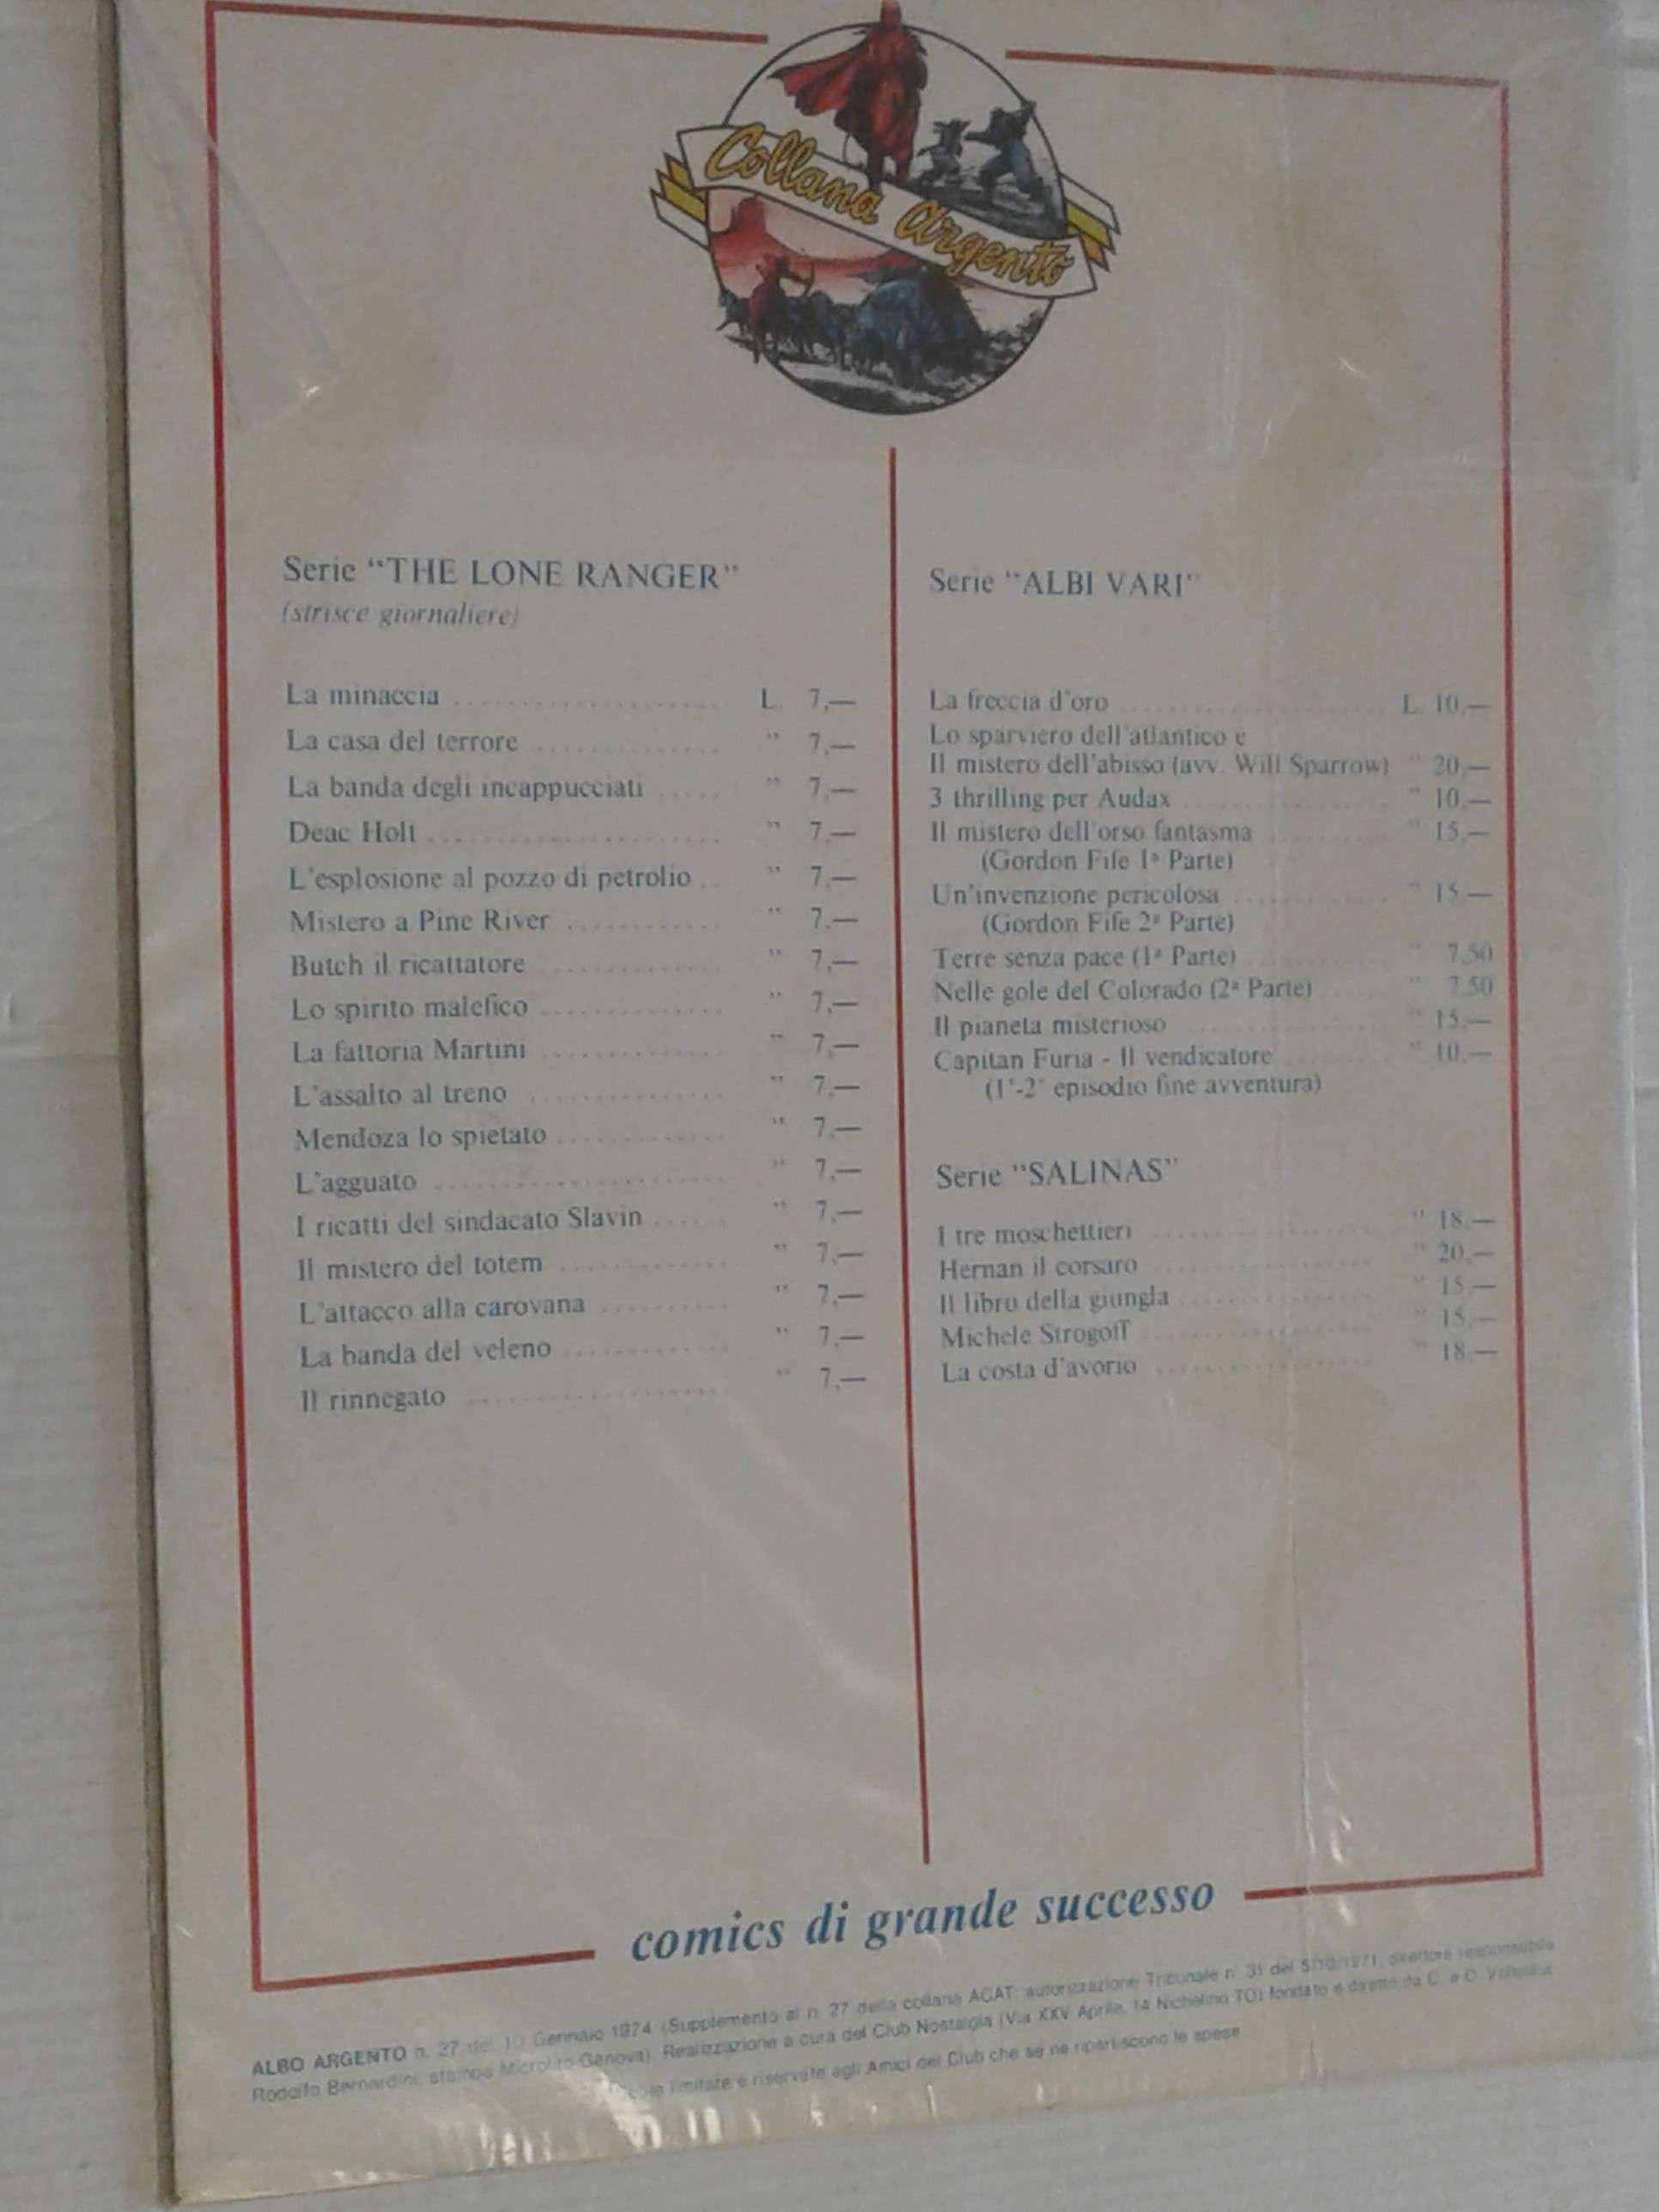 Collana Argento
Serie "THE LONE RANGER"
(strisce giornaliere)
La minaccia .................... L. 7,—
La casa del terrore .............. " 7,—
La banda degli incappucciati ..... " 7,—
Deac Holt ...................... " 7,—
L'esplosione al pozzo di petrolio .. " 7,—
Mistero a Pine River ............ " 7,—
Butch il ricattatore .............. " 7,—
Lo spirito malefico .............. " 7,—
La fattoria Martini .............. " 7,—
L'assalto al treno ............... " 7,—
Mendoza lo spietato ............. " 7,—
L'agguato ...................... " 7,—
I ricatti del sindacato Slavin ...... " 7,—
Il mistero del totem ............. " 7,—
L'attacco alla carovana .......... " 7,—
La banda del veleno ............. " 7,—
Il rinnegato .................... " 7,—
Serie "ALBI VARI"
La freccia d'oro .................... L. 10,—
Lo sparviero dell'atlantico e
Il mistero dell'abisso (avv. Will Sparrow) " 20,—
3 thrilling per Audax ................ " 10,—
Il mistero dell'orso fantasma .......... " 15,—
(Gordon Fife 1ª Parte)
Un'invenzione pericolosa ............ " 15,—
(Gordon Fife 2ª Parte)
Terre senza pace (1ª Parte) ........... " 7,50
Nelle gole del Colorado (2ª Parte) ..... " 7,50
Il pianeta misterioso ................ " 15,—
Capitan Furia - Il vendicatore ........ " 10,—
(1°-2° episodio fine avventura)
Serie "SALINAS"
I tre moschettieri .................. " 18,—
Hernan il corsaro .................. " 20,—
Il libro della giungla ................ " 15,—
Michele Strogoff ................... " 15,—
La costa d'avorio .................. " 18,—
comics di grande successo
ALBO ARGENTO n. 27 del 10 Gennaio 1974 (Supplemento al n. 27 della collana AGAT: autorizzazione Tribunale n. 31 del 5/10/1971, direttore responsabile
Rodolfo Bernardini, stampa Microlito Genova). Realizzazione a cura del Club Nostalgia (Via XXV Aprile, 14 Nichelino TO) fondato e diretto da C. e D.
limitate e riservate agli Amici del Club che se ne ripartiscono le spese